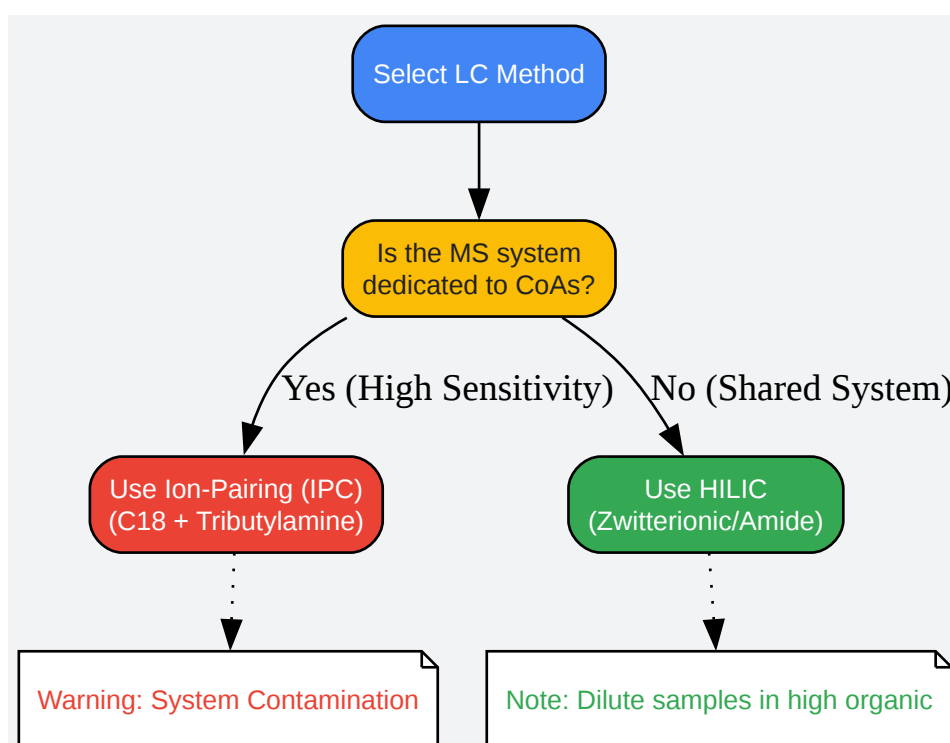 Select LC Method
Is the MS system
dedicated to CoAs?
Yes (High Sensitivity)
No (Shared System)
Use Ion-Pairing (IPC)
(C18 + Tributylamine)
Use HILIC
(Zwitterionic/Amide)
Warning: System Contamination
Note: Dilute samples in high organic